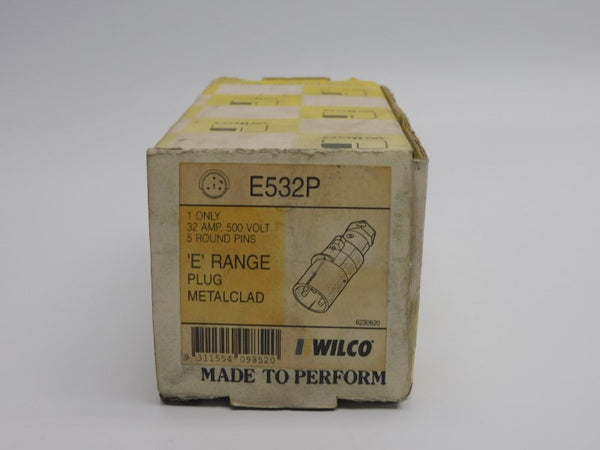 E532P
1 ONLY
32 AMP, 500 VOLT
5 ROUND PINS
'E' RANGE
PLUG
METALCLAD
6230620
9 311554 098520
WILCO
MADE TO PERFORM